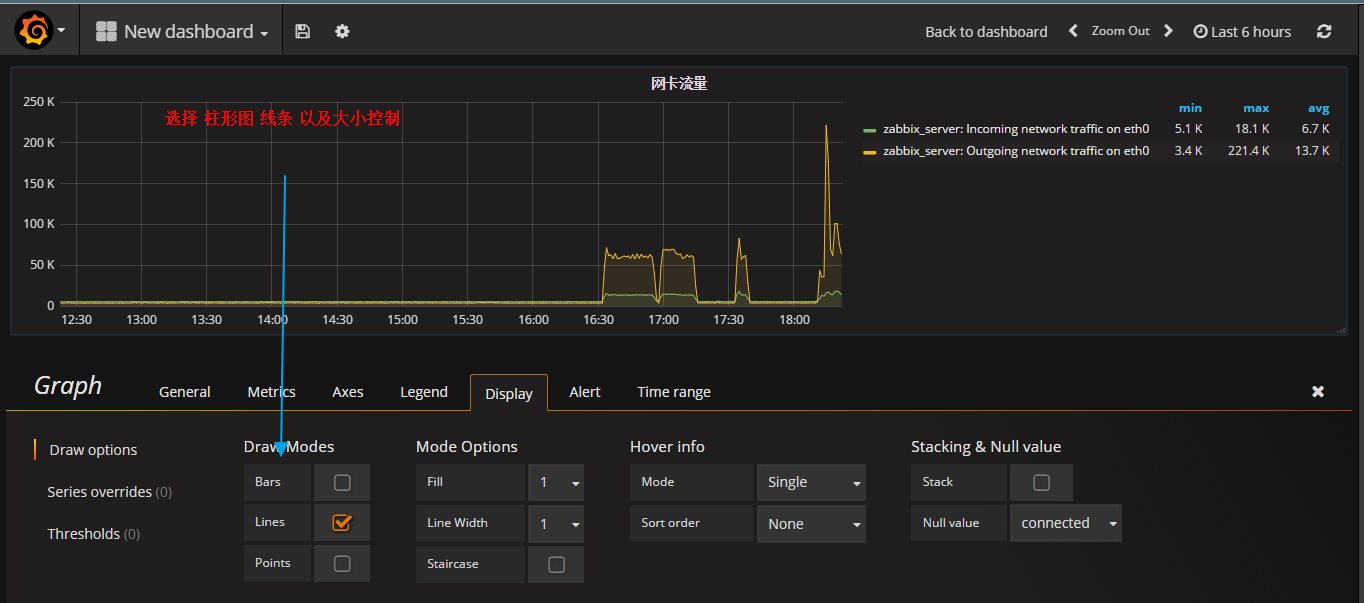 New dashboard
Back to dashboard
Zoom Out
Last 6 hours
网卡流量
选择 柱形图 线条 以及大小控制
250 K
200 K
150 K
100 K
50 K
0
12:30 13:00 13:30 14:00 14:30 15:00 15:30 16:00 16:30 17:00 17:30 18:00
min max avg
zabbix_server: Incoming network traffic on eth0 5.1 K 18.1 K 6.7 K
zabbix_server: Outgoing network traffic on eth0 3.4 K 221.4 K 13.7 K
Graph
General Metrics Axes Legend Display Alert Time range
Draw options
Series overrides (0)
Thresholds (0)
Draw Modes
Bars
Lines
Points
Mode Options
Fill 1
Line Width 1
Staircase
Hover info
Mode Single
Sort order None
Stacking & Null value
Stack
Null value connected